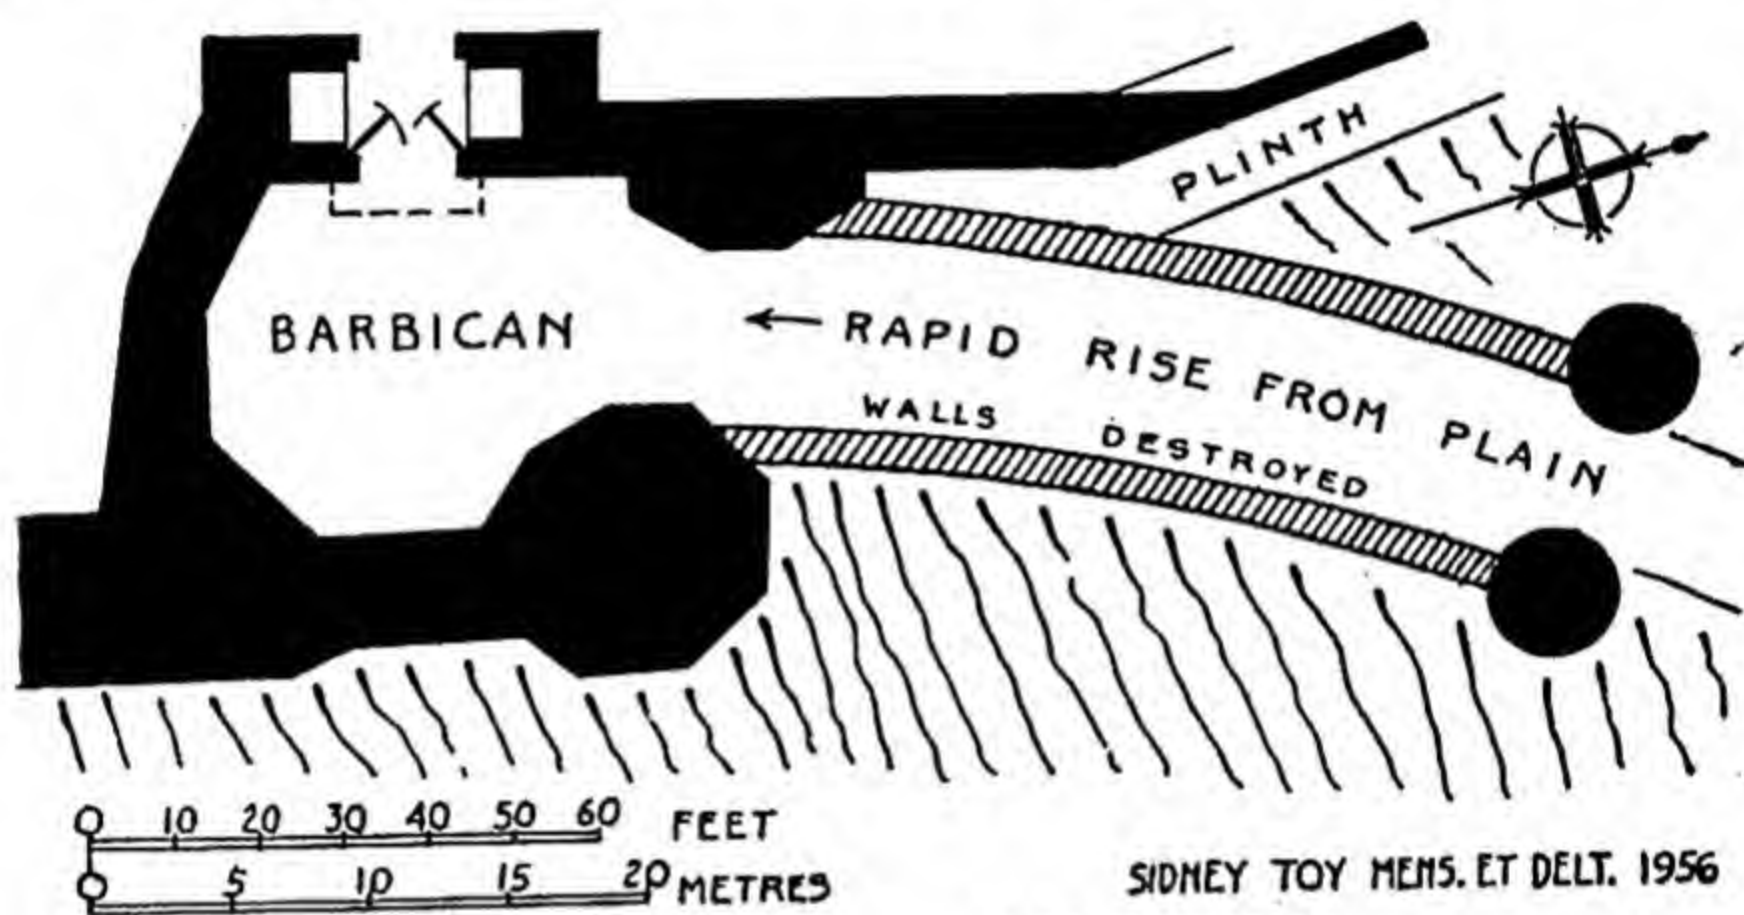 PLINTH
BARBICAN
← RAPID RISE FROM PLAIN
WALLS DESTROYED
0 10 20 30 40 50 60 FEET
0 5 10 15 20 METRES
SIDNEY TOY MENS. ET DELT. 1956